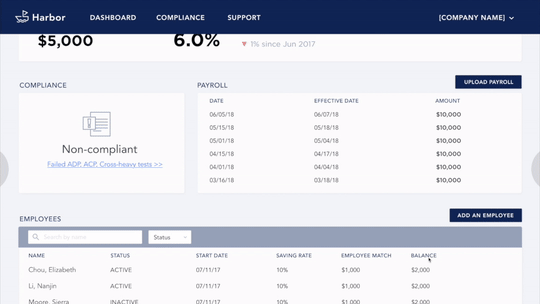 Harbor DASHBOARD COMPLIANCE SUPPORT [COMPANY NAME]
$5,000 6.0% 1% since Jun 2017
COMPLIANCE
Non-compliant
Failed ADP, ACP, Cross-heavy tests >>
PAYROLL UPLOAD PAYROLL
DATE EFFECTIVE DATE AMOUNT
06/05/18 06/07/18 $10,000
05/15/18 05/18/18 $10,000
05/01/18 05/04/18 $10,000
04/15/18 04/17/18 $10,000
04/01/18 04/04/18 $10,000
03/16/18 03/18/18 $10,000
EMPLOYEES ADD AN EMPLOYEE
Search by name Status
NAME STATUS START DATE SAVING RATE EMPLOYEE MATCH BALANCE
Chou, Elizabeth ACTIVE 07/11/17 10% $1,000 $2,000
Li, Nanjin ACTIVE 07/11/17 10% $1,000 $2,000
Moore, Sierra INACTIVE 07/11/17 10% $1,000 $2,000